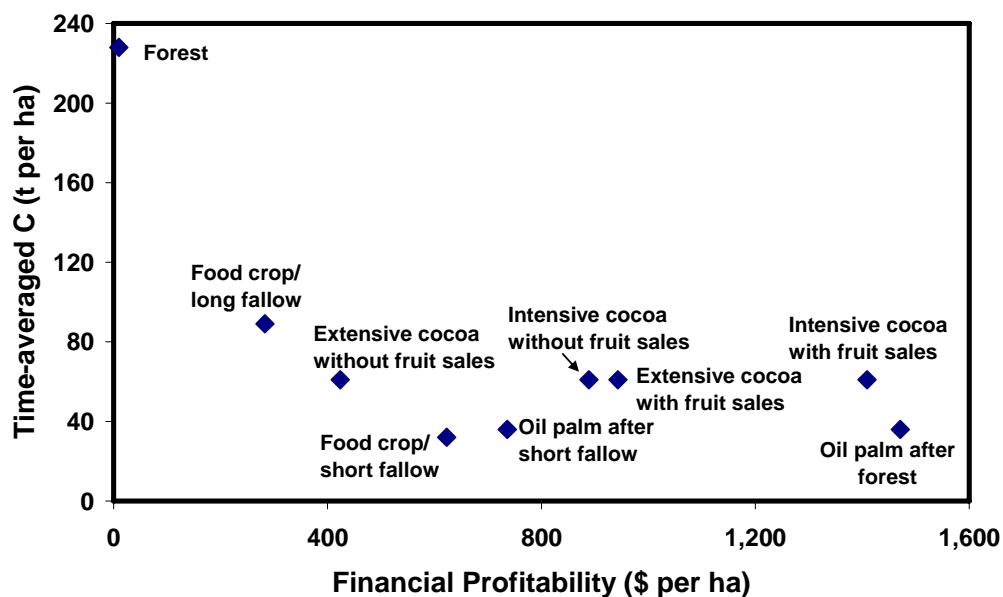 Time-averaged C (t per ha)
240
200
160
120
80
40
0
Forest
Food crop/
long fallow
Extensive cocoa
without fruit sales
Food crop/
short fallow
Intensive cocoa
without fruit sales
Extensive cocoa
with fruit sales
Oil palm after
short fallow
Intensive cocoa
with fruit sales
Oil palm after
forest
0
400
800
1,200
1,600
Financial Profitability ($ per ha)